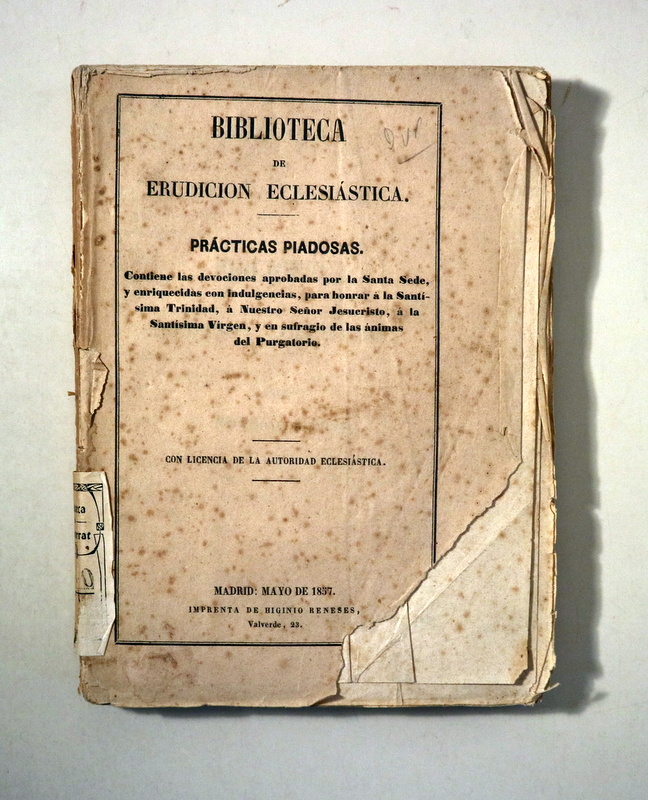 BIBLIOTECA
DE
ERUDICION ECLESIÁSTICA.
PRÁCTICAS PIADOSAS.
Contiene las devociones aprobadas por la Santa Sede,
y enriquecidas con indulgencias, para honrar á la Santí-
sima Trinidad, á Nuestro Señor Jesucristo, á la
Santísima Vírgen, y en sufragio de las ánimas
del Purgatorio.
CON LICENCIA DE LA AUTORIDAD ECLESIÁSTICA.
MADRID: MAYO DE 1857.
IMPRENTA DE HIGINIO RENESES,
Valverde, 23.
rrat
0